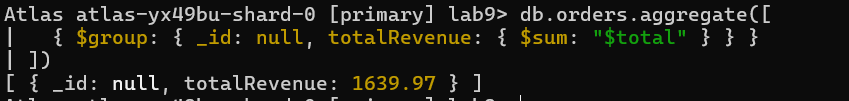 Atlas atlas-yx49bu-shard-0 [primary] lab9> db.orders.aggregate([
|   { $group: { _id: null, totalRevenue: { $sum: "$total" } } }
| ])
[ { _id: null, totalRevenue: 1639.97 } ]